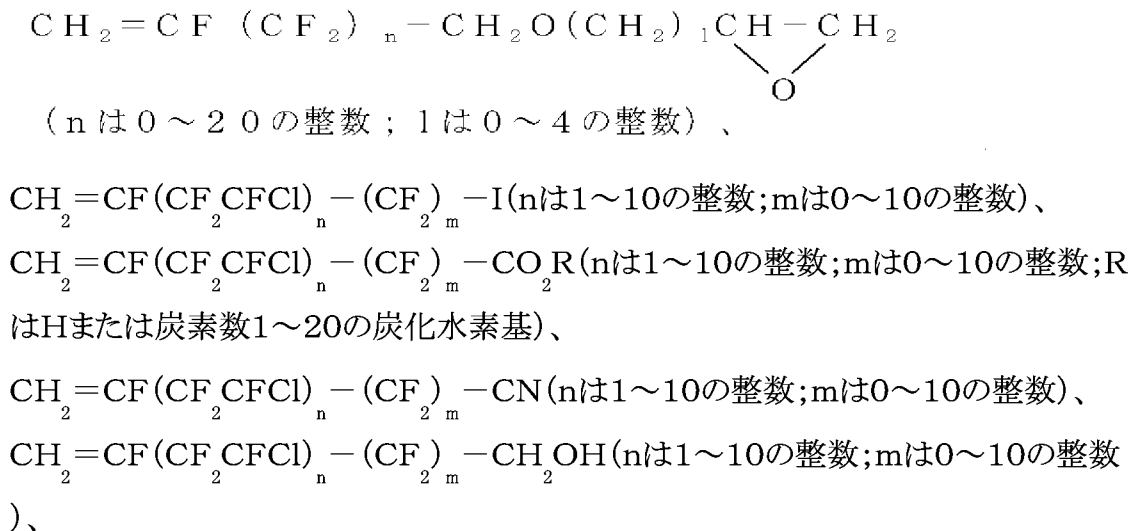 CH₂=CF(CF₂)ₙ−CH₂O(CH₂)ₗCH−CH₂
O
(nは0～20の整数;lは0～4の整数)、
CH₂=CF(CF₂CFCl)ₙ−(CF₂)ₘ−I(nは1～10の整数;mは0～10の整数)、
CH₂=CF(CF₂CFCl)ₙ−(CF₂)ₘ−CO₂R(nは1～10の整数;mは0～10の整数;R
はHまたは炭素数1～20の炭化水素基)、
CH₂=CF(CF₂CFCl)ₙ−(CF₂)ₘ−CN(nは1～10の整数;mは0～10の整数)、
CH₂=CF(CF₂CFCl)ₙ−(CF₂)ₘ−CH₂OH(nは1～10の整数;mは0～10の整数
)、